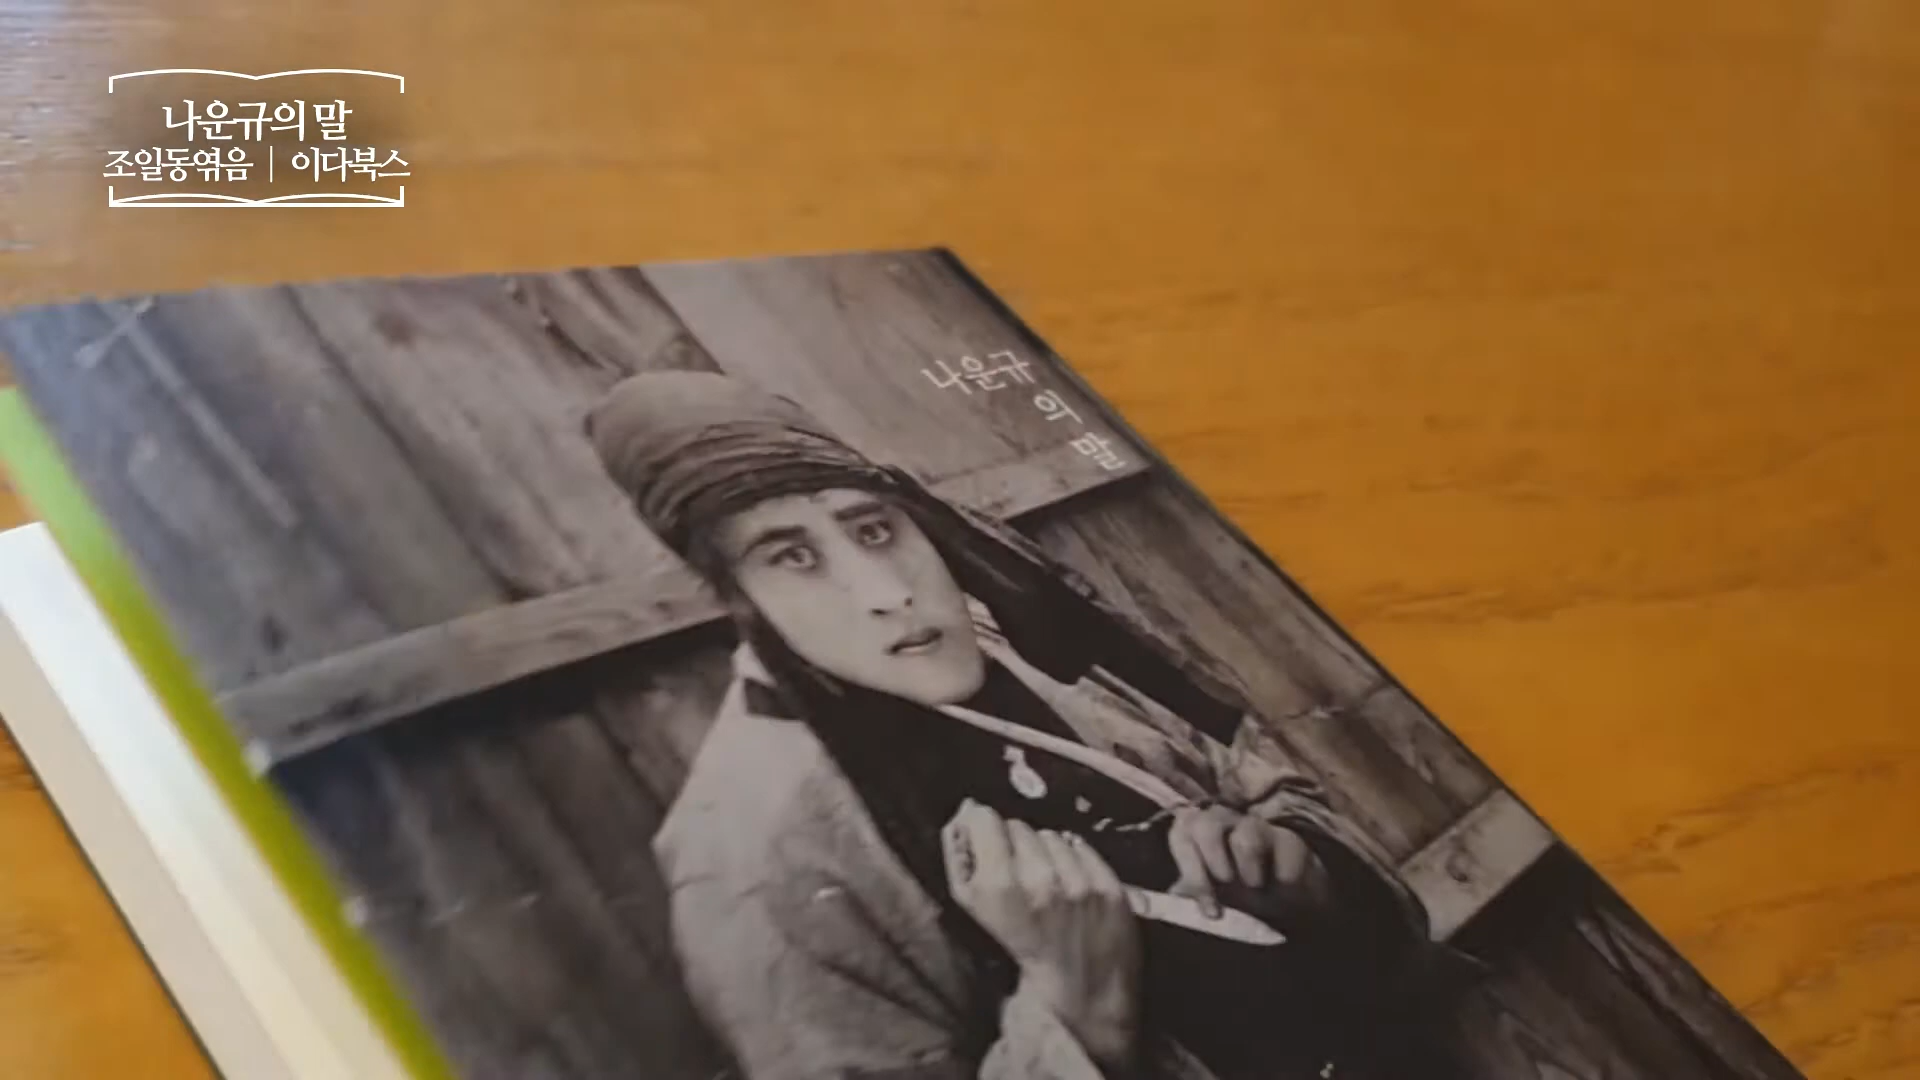 나운규의 말
조일동엮음 | 이다북스
나운규
의
말